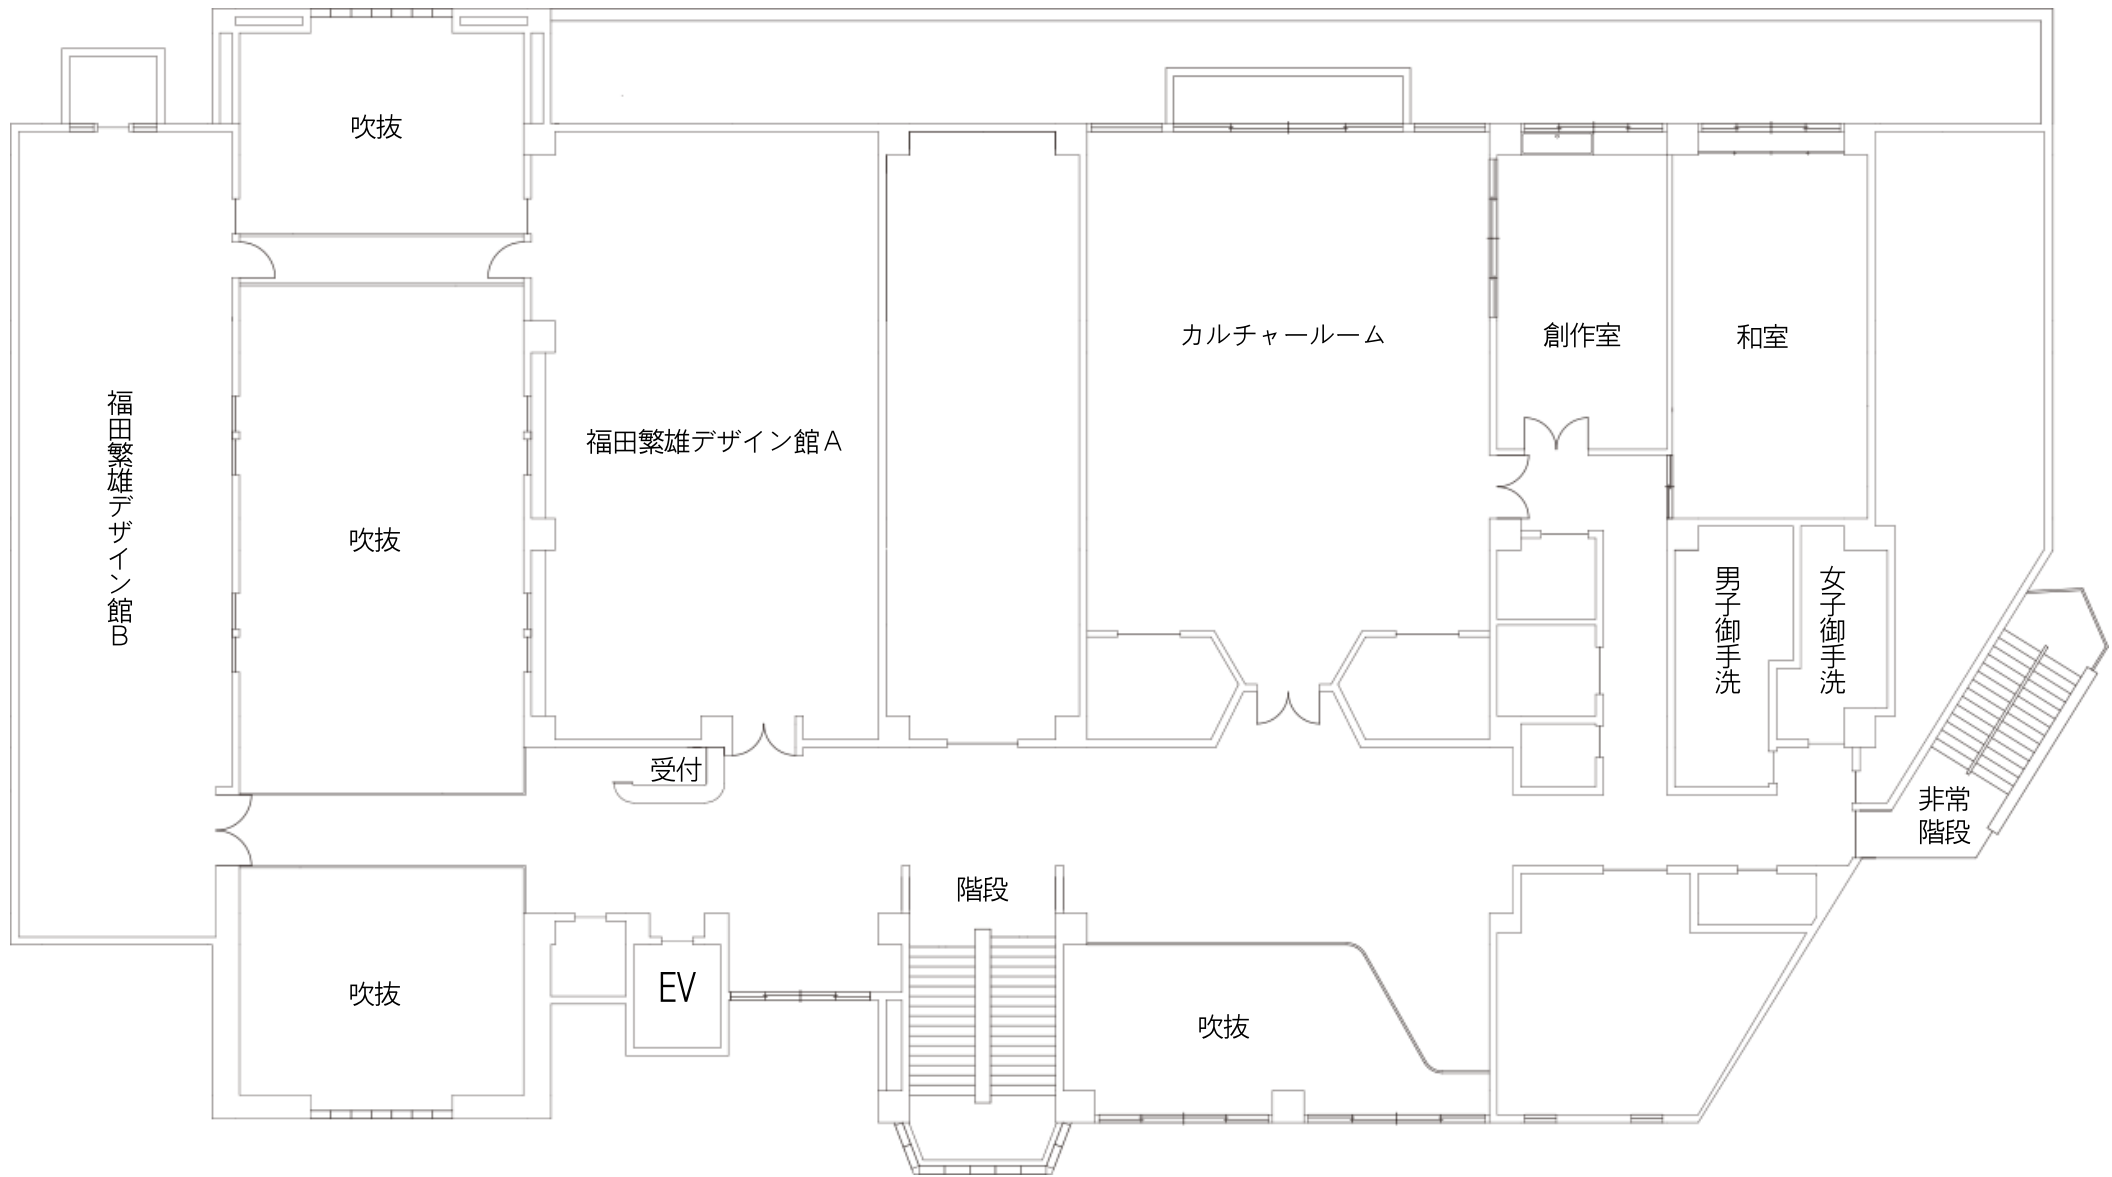 吹抜
カルチャールーム
創作室
和室
福田繁雄デザイン館B
福田繁雄デザイン館A
吹抜
男子御手洗
女子御手洗
受付
非常
階段
階段
EV
吹抜
吹抜